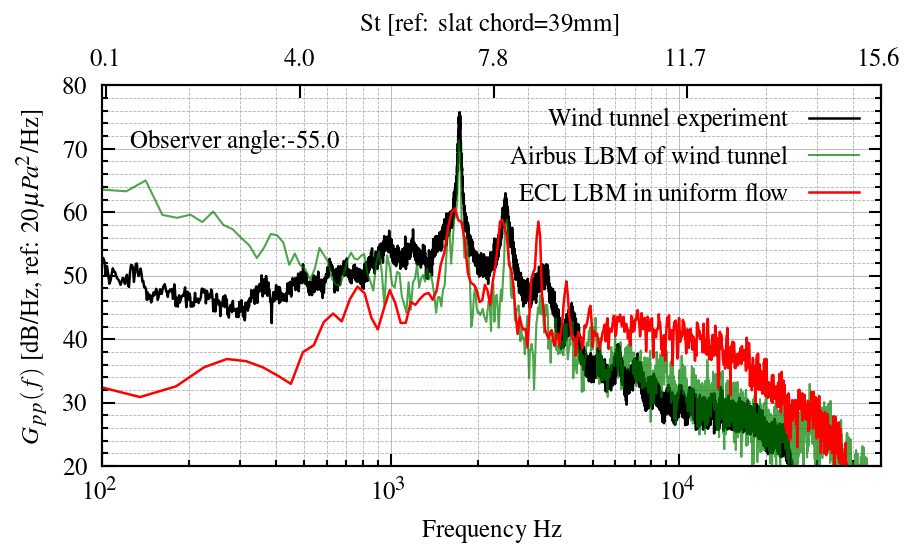 St [ref: slat chord=39mm]
0.1 4.0 7.8 11.7 15.6
80
70
60
50
40
30
20
G_{pp}(f) [dB/Hz, ref: 20μPa²/Hz]
Observer angle:-55.0
Wind tunnel experiment
Airbus LBM of wind tunnel
ECL LBM in uniform flow
10² 10³ 10⁴
Frequency Hz